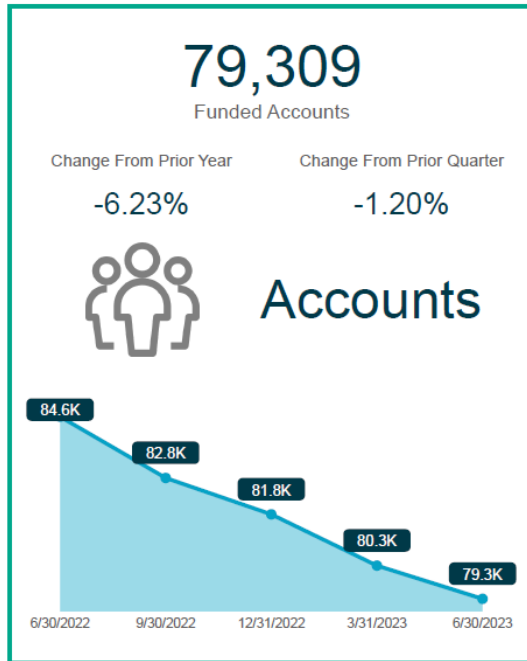 79,309
Funded Accounts
Change From Prior Year
Change From Prior Quarter
-6.23%
-1.20%
Accounts
84.6K
82.8K
81.8K
80.3K
79.3K
6/30/2022
9/30/2022
12/31/2022
3/31/2023
6/30/2023